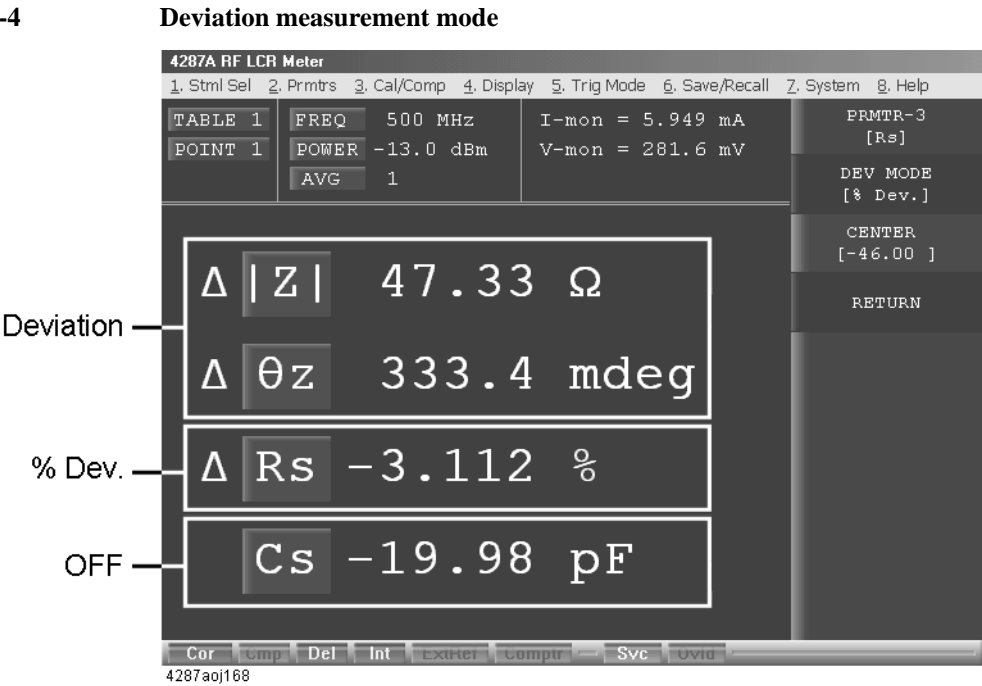 -4 Deviation measurement mode
4287A RF LCR Meter
1. Stml Sel 2. Prmtrs 3. Cal/Comp 4. Display 5. Trig Mode 6. Save/Recall 7. System 8. Help
TABLE 1 FREQ 500 MHz I-mon = 5.949 mA
POINT 1 POWER -13.0 dBm V-mon = 281.6 mV
AVG 1
PRMTR-3
[Rs]
DEV MODE
[% Dev.]
CENTER
[-46.00 ]
RETURN
Deviation
Δ |Z| 47.33 Ω
Δ θz 333.4 mdeg
% Dev. Δ Rs -3.112 %
OFF Cs -19.98 pF
Cor Cmp Del Int ExtRef Comptr Svc Ovld
4287aoj168